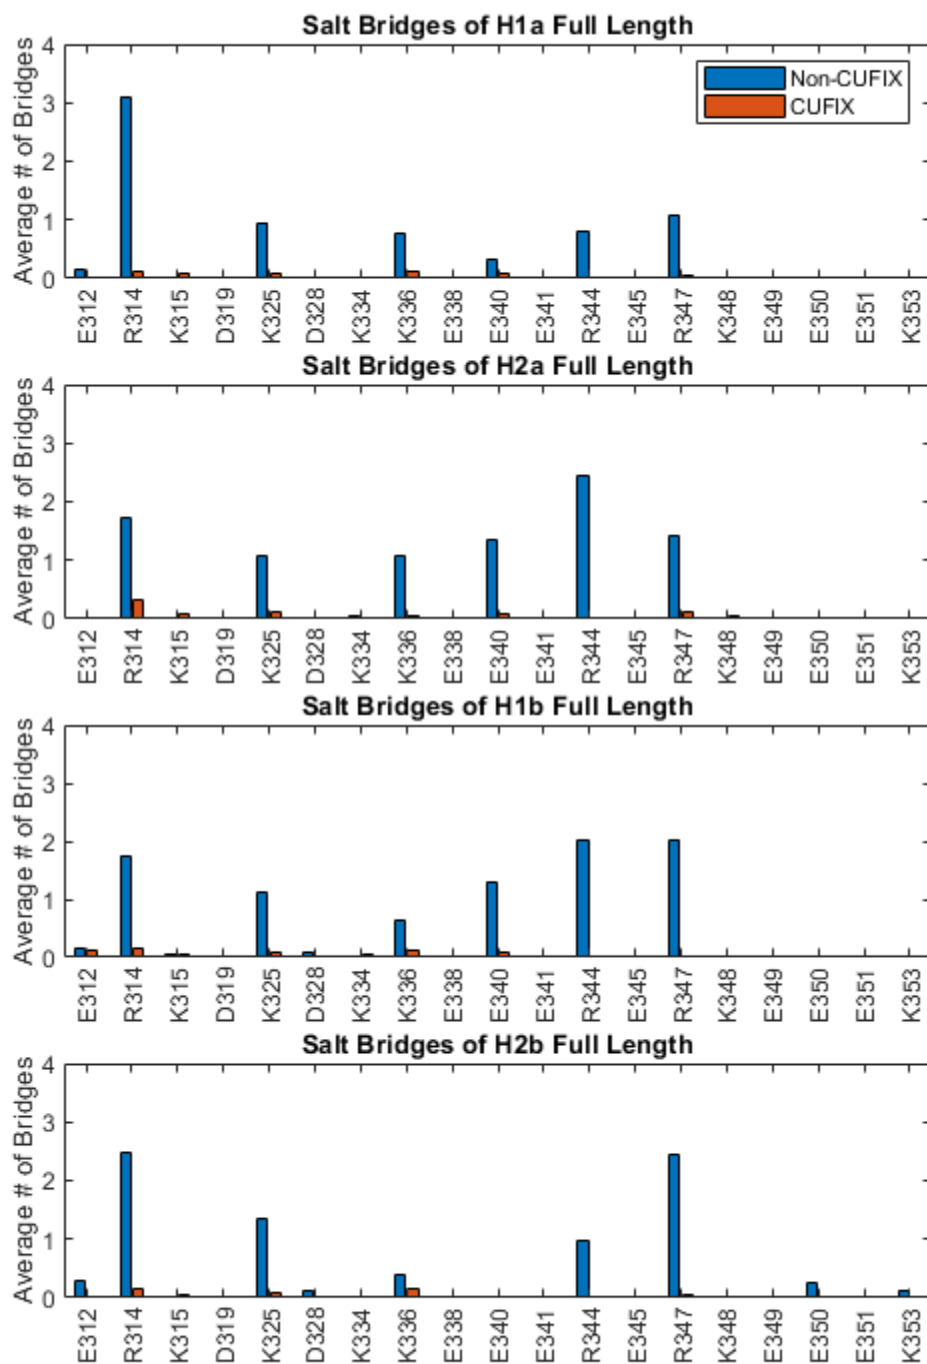 Salt Bridges of H1a Full Length
Average # of Bridges
4
3
2
1
0
Non-CUFIX
CUFIX
E312 R314 K315 D319 K325 D328 K334 K336 E338 E340 E341 R344 E345 R347 K348 E349 E350 E351 K353
Salt Bridges of H2a Full Length
Average # of Bridges
4
3
2
1
0
E312 R314 K315 D319 K325 D328 K334 K336 E338 E340 E341 R344 E345 R347 K348 E349 E350 E351 K353
Salt Bridges of H1b Full Length
Average # of Bridges
4
3
2
1
0
E312 R314 K315 D319 K325 D328 K334 K336 E338 E340 E341 R344 E345 R347 K348 E349 E350 E351 K353
Salt Bridges of H2b Full Length
Average # of Bridges
4
3
2
1
0
E312 R314 K315 D319 K325 D328 K334 K336 E338 E340 E341 R344 E345 R347 K348 E349 E350 E351 K353